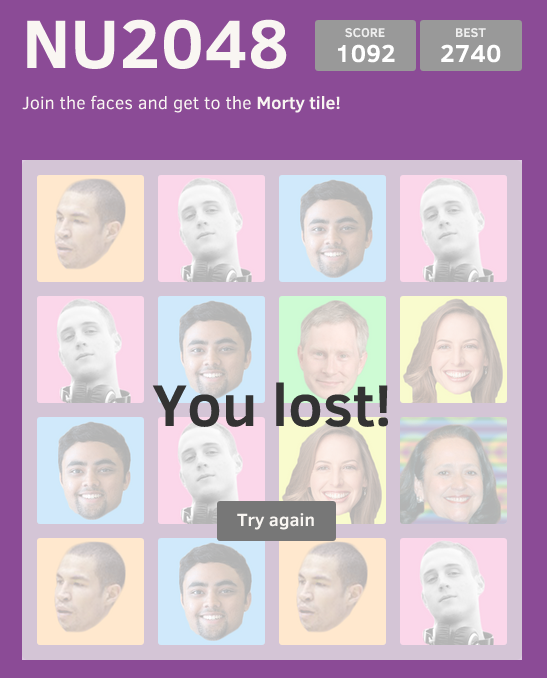 NU2048
SCORE
1092
BEST
2740
Join the faces and get to the Morty tile!
You lost!
Try again